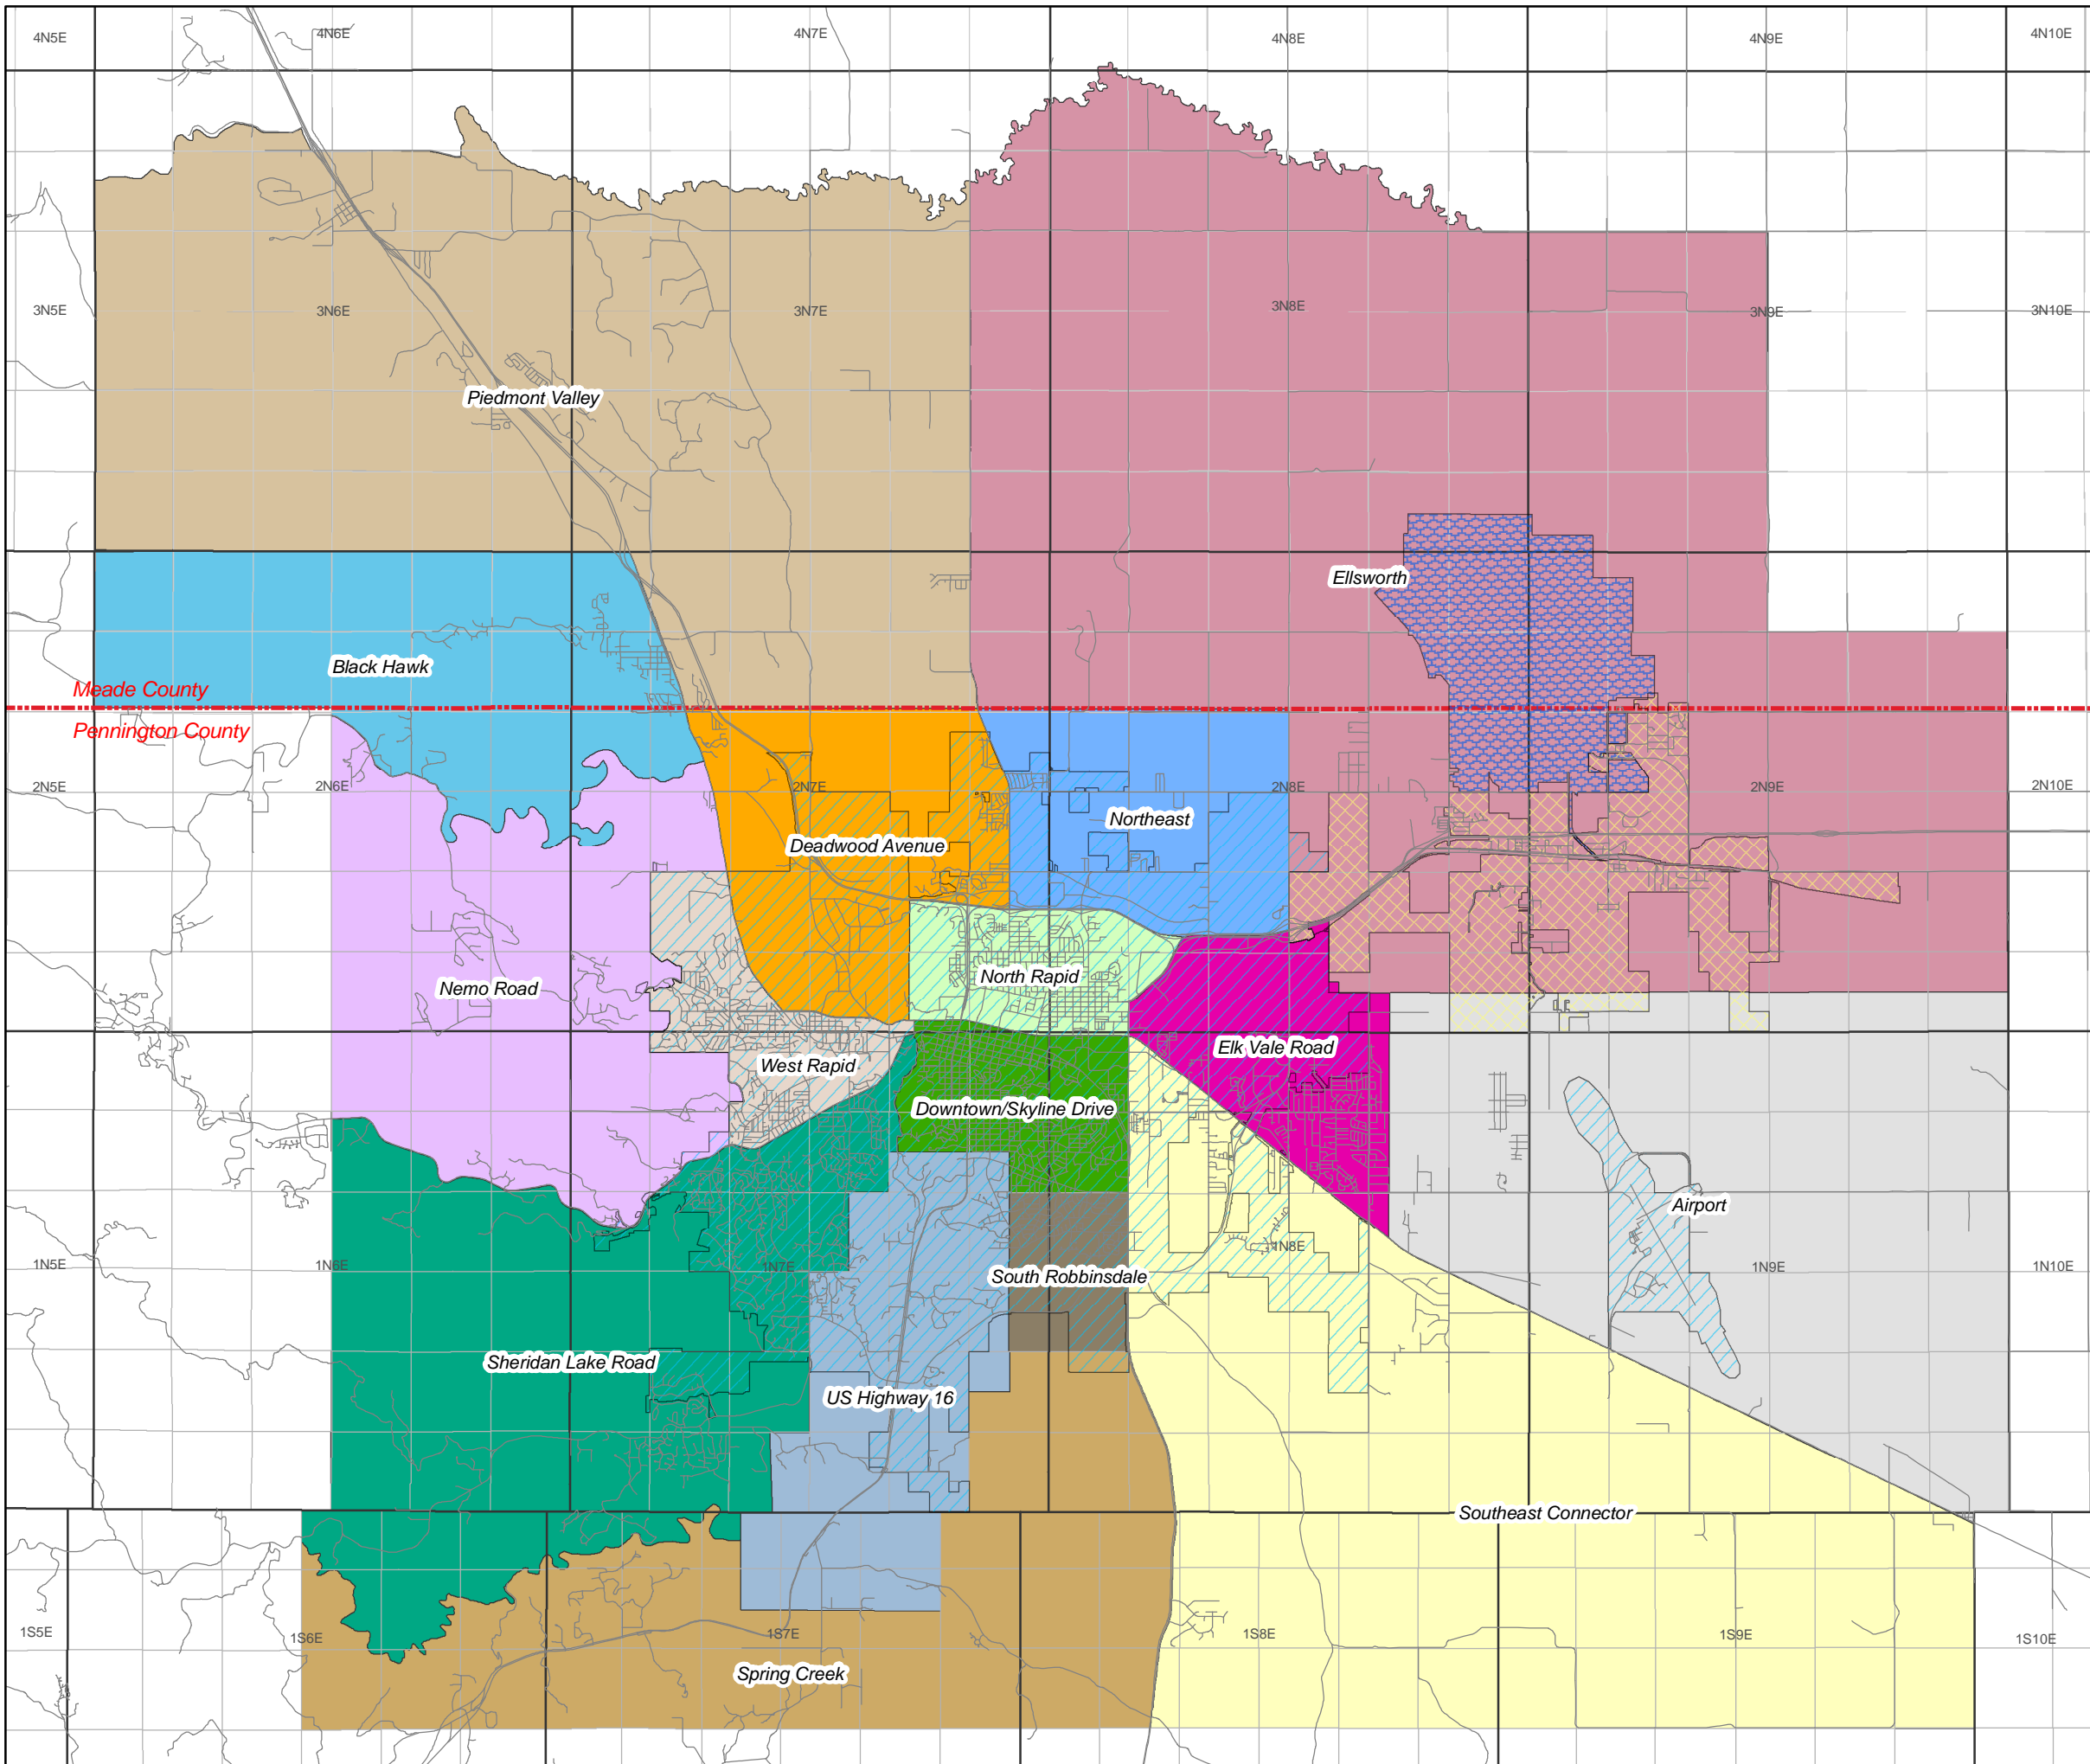 4N5E
4N6E
4N7E
4N8E
4N9E
4N10E
3N5E
3N6E
3N7E
3N8E
3N9E
3N10E
Piedmont Valley
Ellsworth
Black Hawk
Meade County
Pennington County
2N5E
2N6E
2N7E
2N8E
2N9E
2N10E
Northeast
Deadwood Avenue
North Rapid
Nemo Road
Elk Vale Road
West Rapid
Downtown/Skyline Drive
Airport
1N5E
1N6E
1N7E
1N8E
1N9E
1N10E
South Robbinsdale
Sheridan Lake Road
US Highway 16
Southeast Connector
1S5E
1S6E
1S7E
1S8E
1S9E
1S10E
Spring Creek